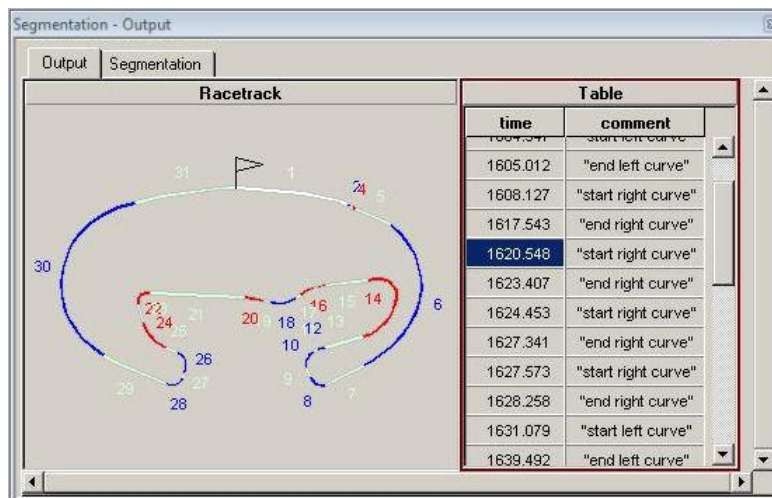 Segmentation - Output
Output Segmentation
Racetrack
31 1 2 4 5
30 6
22 21 20 19 18 17 16 15 14
24 12 13
25 10
26 9
29 27 7
28 8
Table
time comment
1605.012 "end left curve"
1608.127 "start right curve"
1617.543 "end right curve"
1620.548 "start right curve"
1623.407 "end right curve"
1624.453 "start right curve"
1627.341 "end right curve"
1627.573 "start right curve"
1628.258 "end right curve"
1631.079 "start left curve"
1639.492 "end left curve"